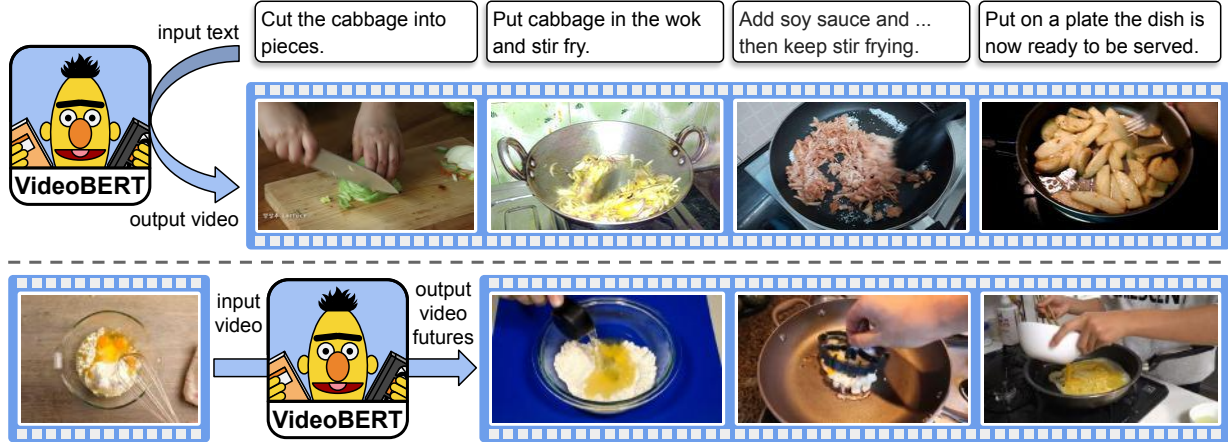 input text
Cut the cabbage into
pieces.
Put cabbage in the wok
and stir fry.
Add soy sauce and ...
then keep stir frying.
Put on a plate the dish is
now ready to be served.
VideoBERT
output video
input
video
VideoBERT
output
video
futures